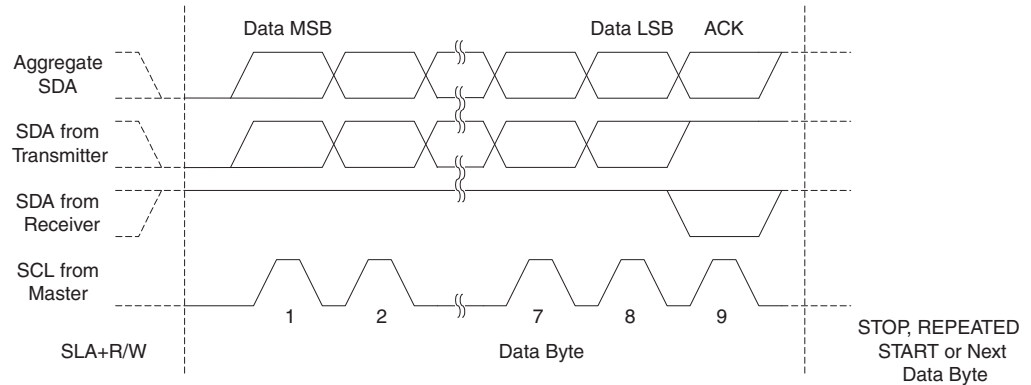 Data MSB
Data LSB
ACK
Aggregate
SDA
SDA from
Transmitter
SDA from
Receiver
SCL from
Master
1
2
7
8
9
SLA+R/W
Data Byte
STOP, REPEATED
START or Next
Data Byte